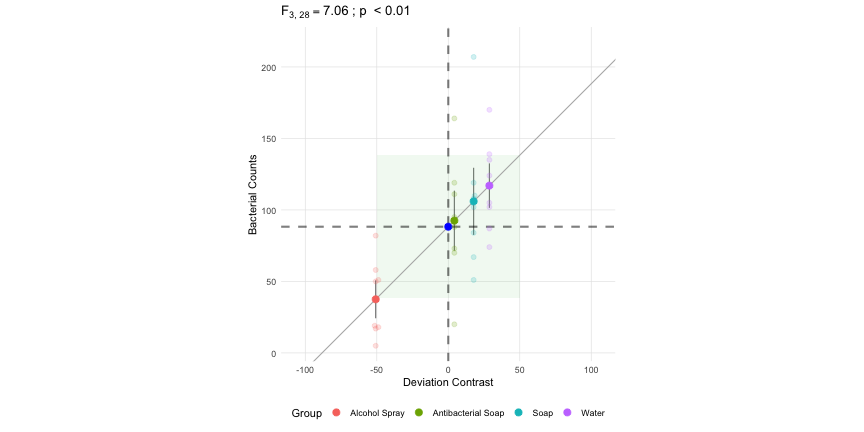 F3, 28 = 7.06 ; p < 0.01
200
150
100
50
0
Bacterial Counts
-100 -50 0 50 100
Deviation Contrast
Group Alcohol Spray Antibacterial Soap Soap Water